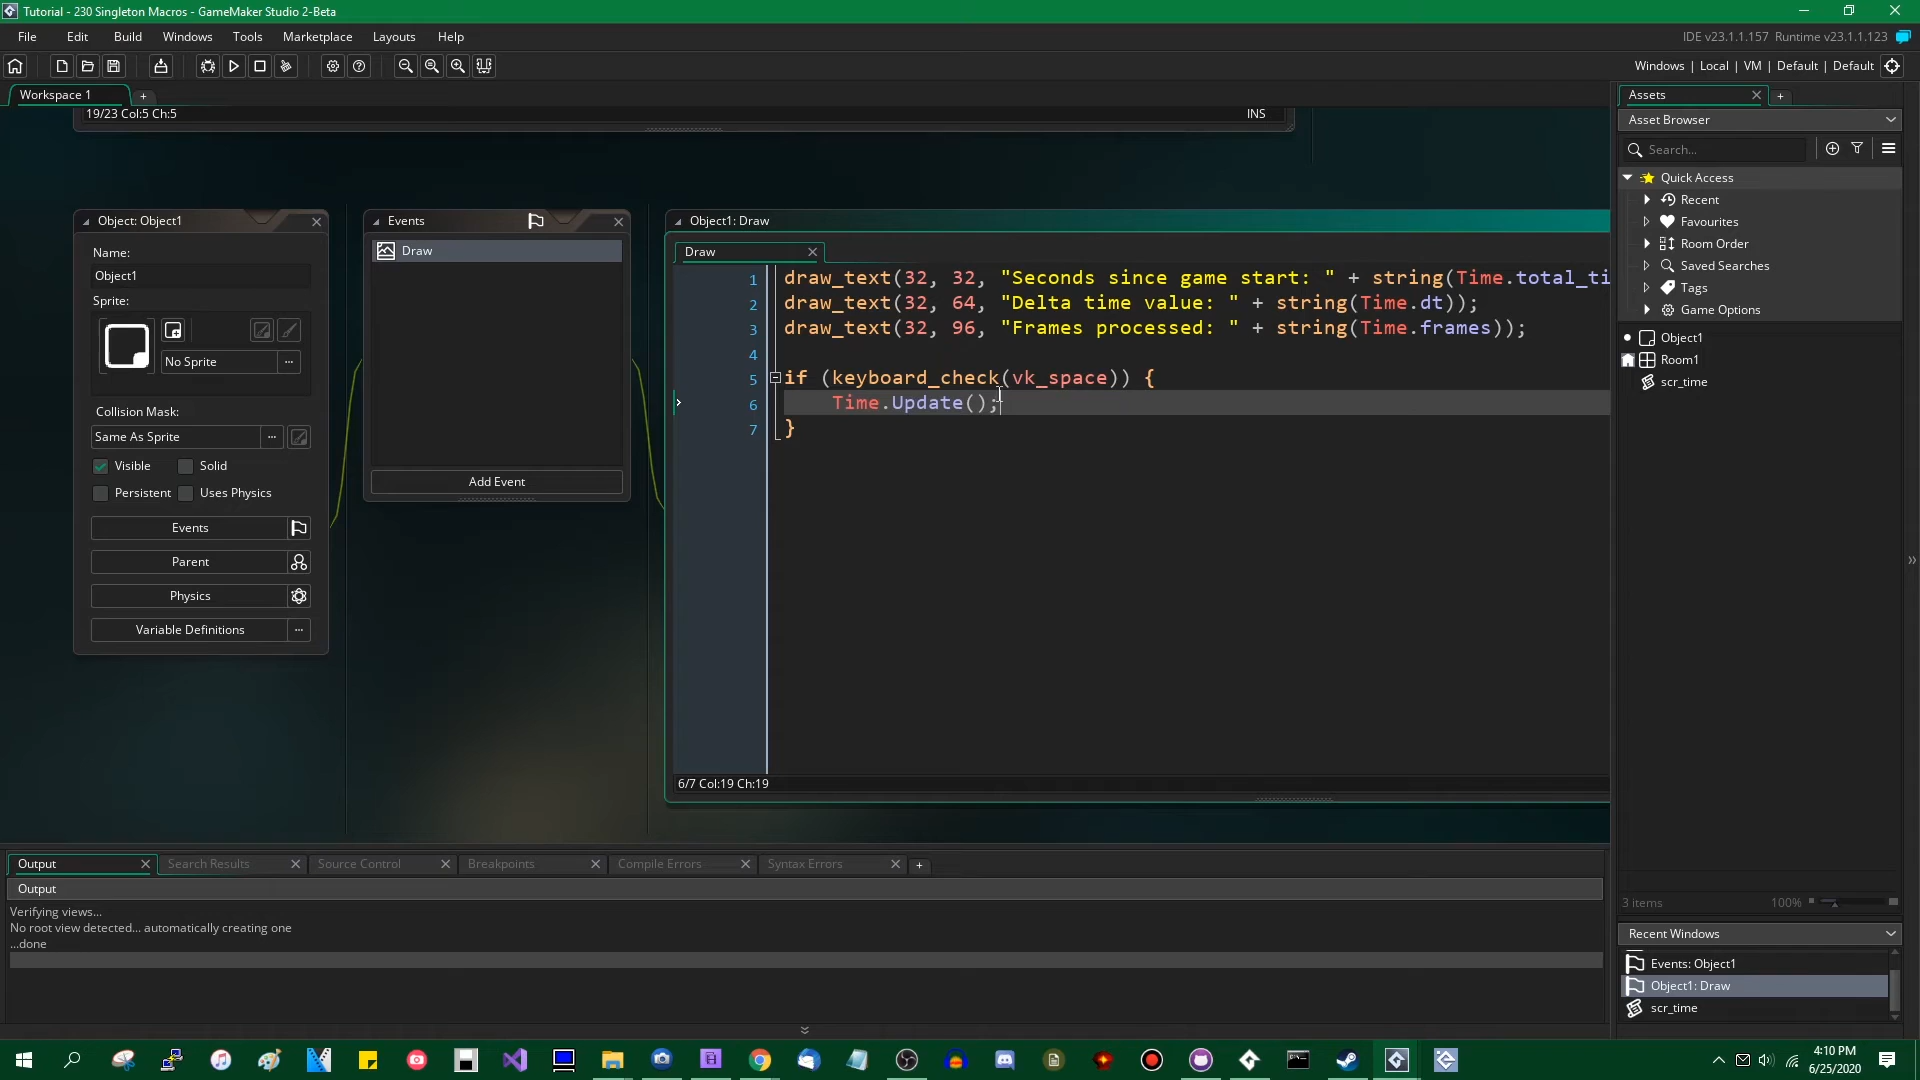 Tutorial - 230 Singleton Macros - GameMaker Studio 2-Beta
File Edit Build Windows Tools Marketplace Layouts Help
IDE v23.1.1.157 Runtime v23.1.1.123
Windows | Local | VM | Default | Default
Workspace 1
19/23 Col:5 Ch:5 INS
Object: Object1
Name:
Object1
Sprite:
No Sprite
Collision Mask:
Same As Sprite
Visible Solid
Persistent Uses Physics
Events
Parent
Physics
Variable Definitions
Events
Draw
Add Event
Object1: Draw
Draw
1 draw_text(32, 32, "Seconds since game start: " + string(Time.total_ti
2 draw_text(32, 64, "Delta time value: " + string(Time.dt));
3 draw_text(32, 96, "Frames processed: " + string(Time.frames));
4
5 if (keyboard_check(vk_space)) {
6 Time.Update();
7 }
6/7 Col:19 Ch:19
Assets
Asset Browser
Search...
Quick Access
Recent
Favourites
Room Order
Saved Searches
Tags
Game Options
Object1
Room1
scr_time
3 items 100%
Recent Windows
Events: Object1
Object1: Draw
scr_time
Output Search Results Source Control Breakpoints Compile Errors Syntax Errors
Output
Verifying views...
No root view detected... automatically creating one
...done
4:10 PM
6/25/2020